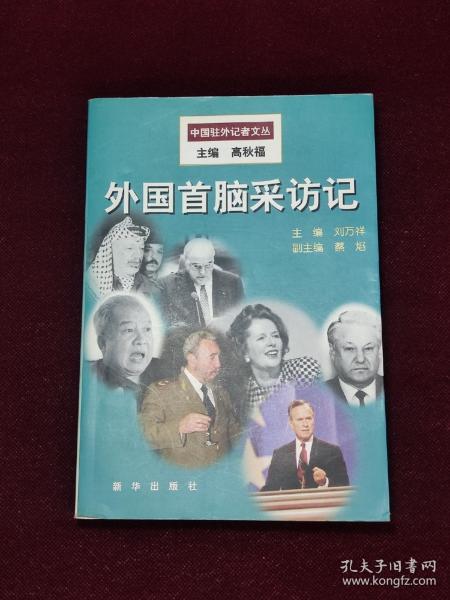 中国驻外记者文丛
主编 高秋福
外国首脑采访记
主编 刘万祥
副主编 蔡焰
新华出版社
孔夫子旧书网
www.kongfz.com